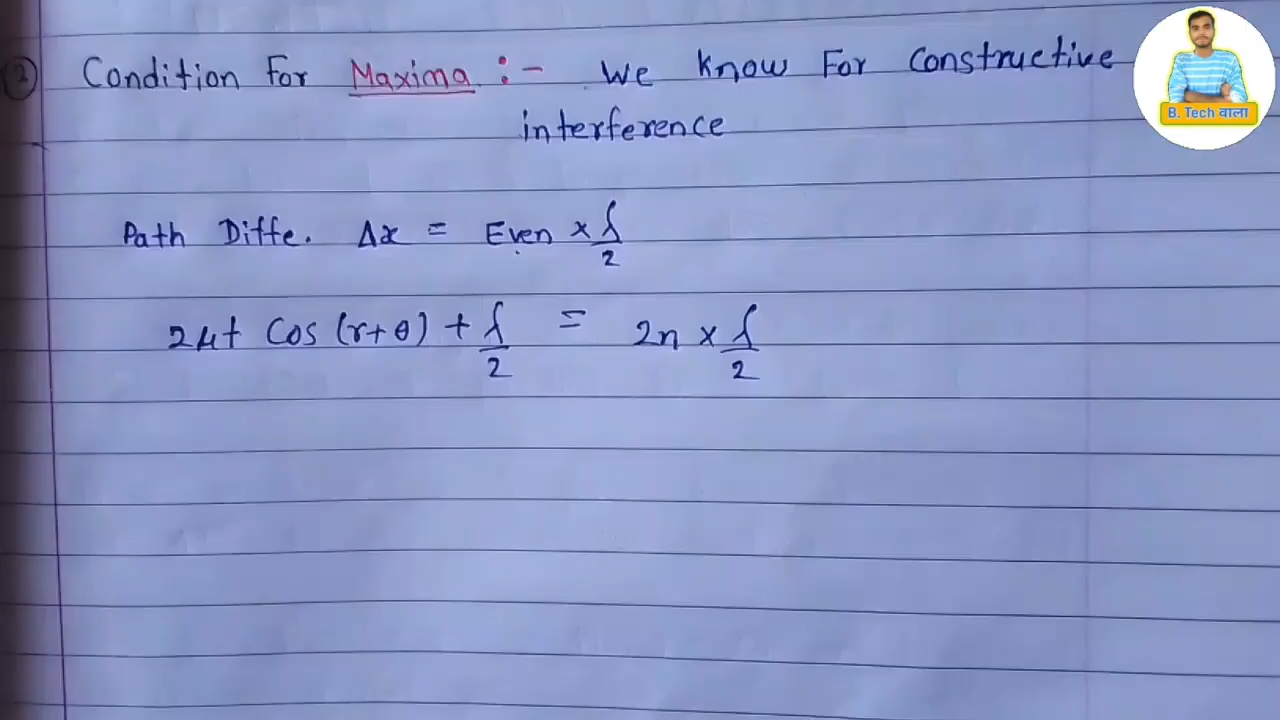 ② Condition For Maxima :- We Know For Constructive
interference
B. Tech वाला
Path Diffe. Δx = Even × λ/2
2μt Cos (r+θ) + λ/2 = 2n × λ/2